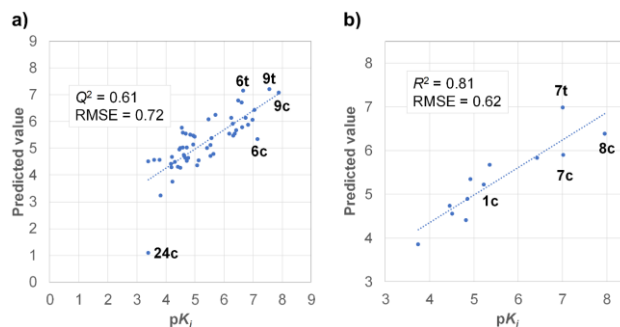 a)
Predicted value
9
8
7
6
5
4
3
2
1
0
Q² = 0.61
RMSE = 0.72
6t
9t
9c
6c
24c
0 1 2 3 4 5 6 7 8 9
pKᵢ
b)
Predicted value
8
7
6
5
4
3
R² = 0.81
RMSE = 0.62
7t
8c
7c
1c
3 4 5 6 7 8
pKᵢ